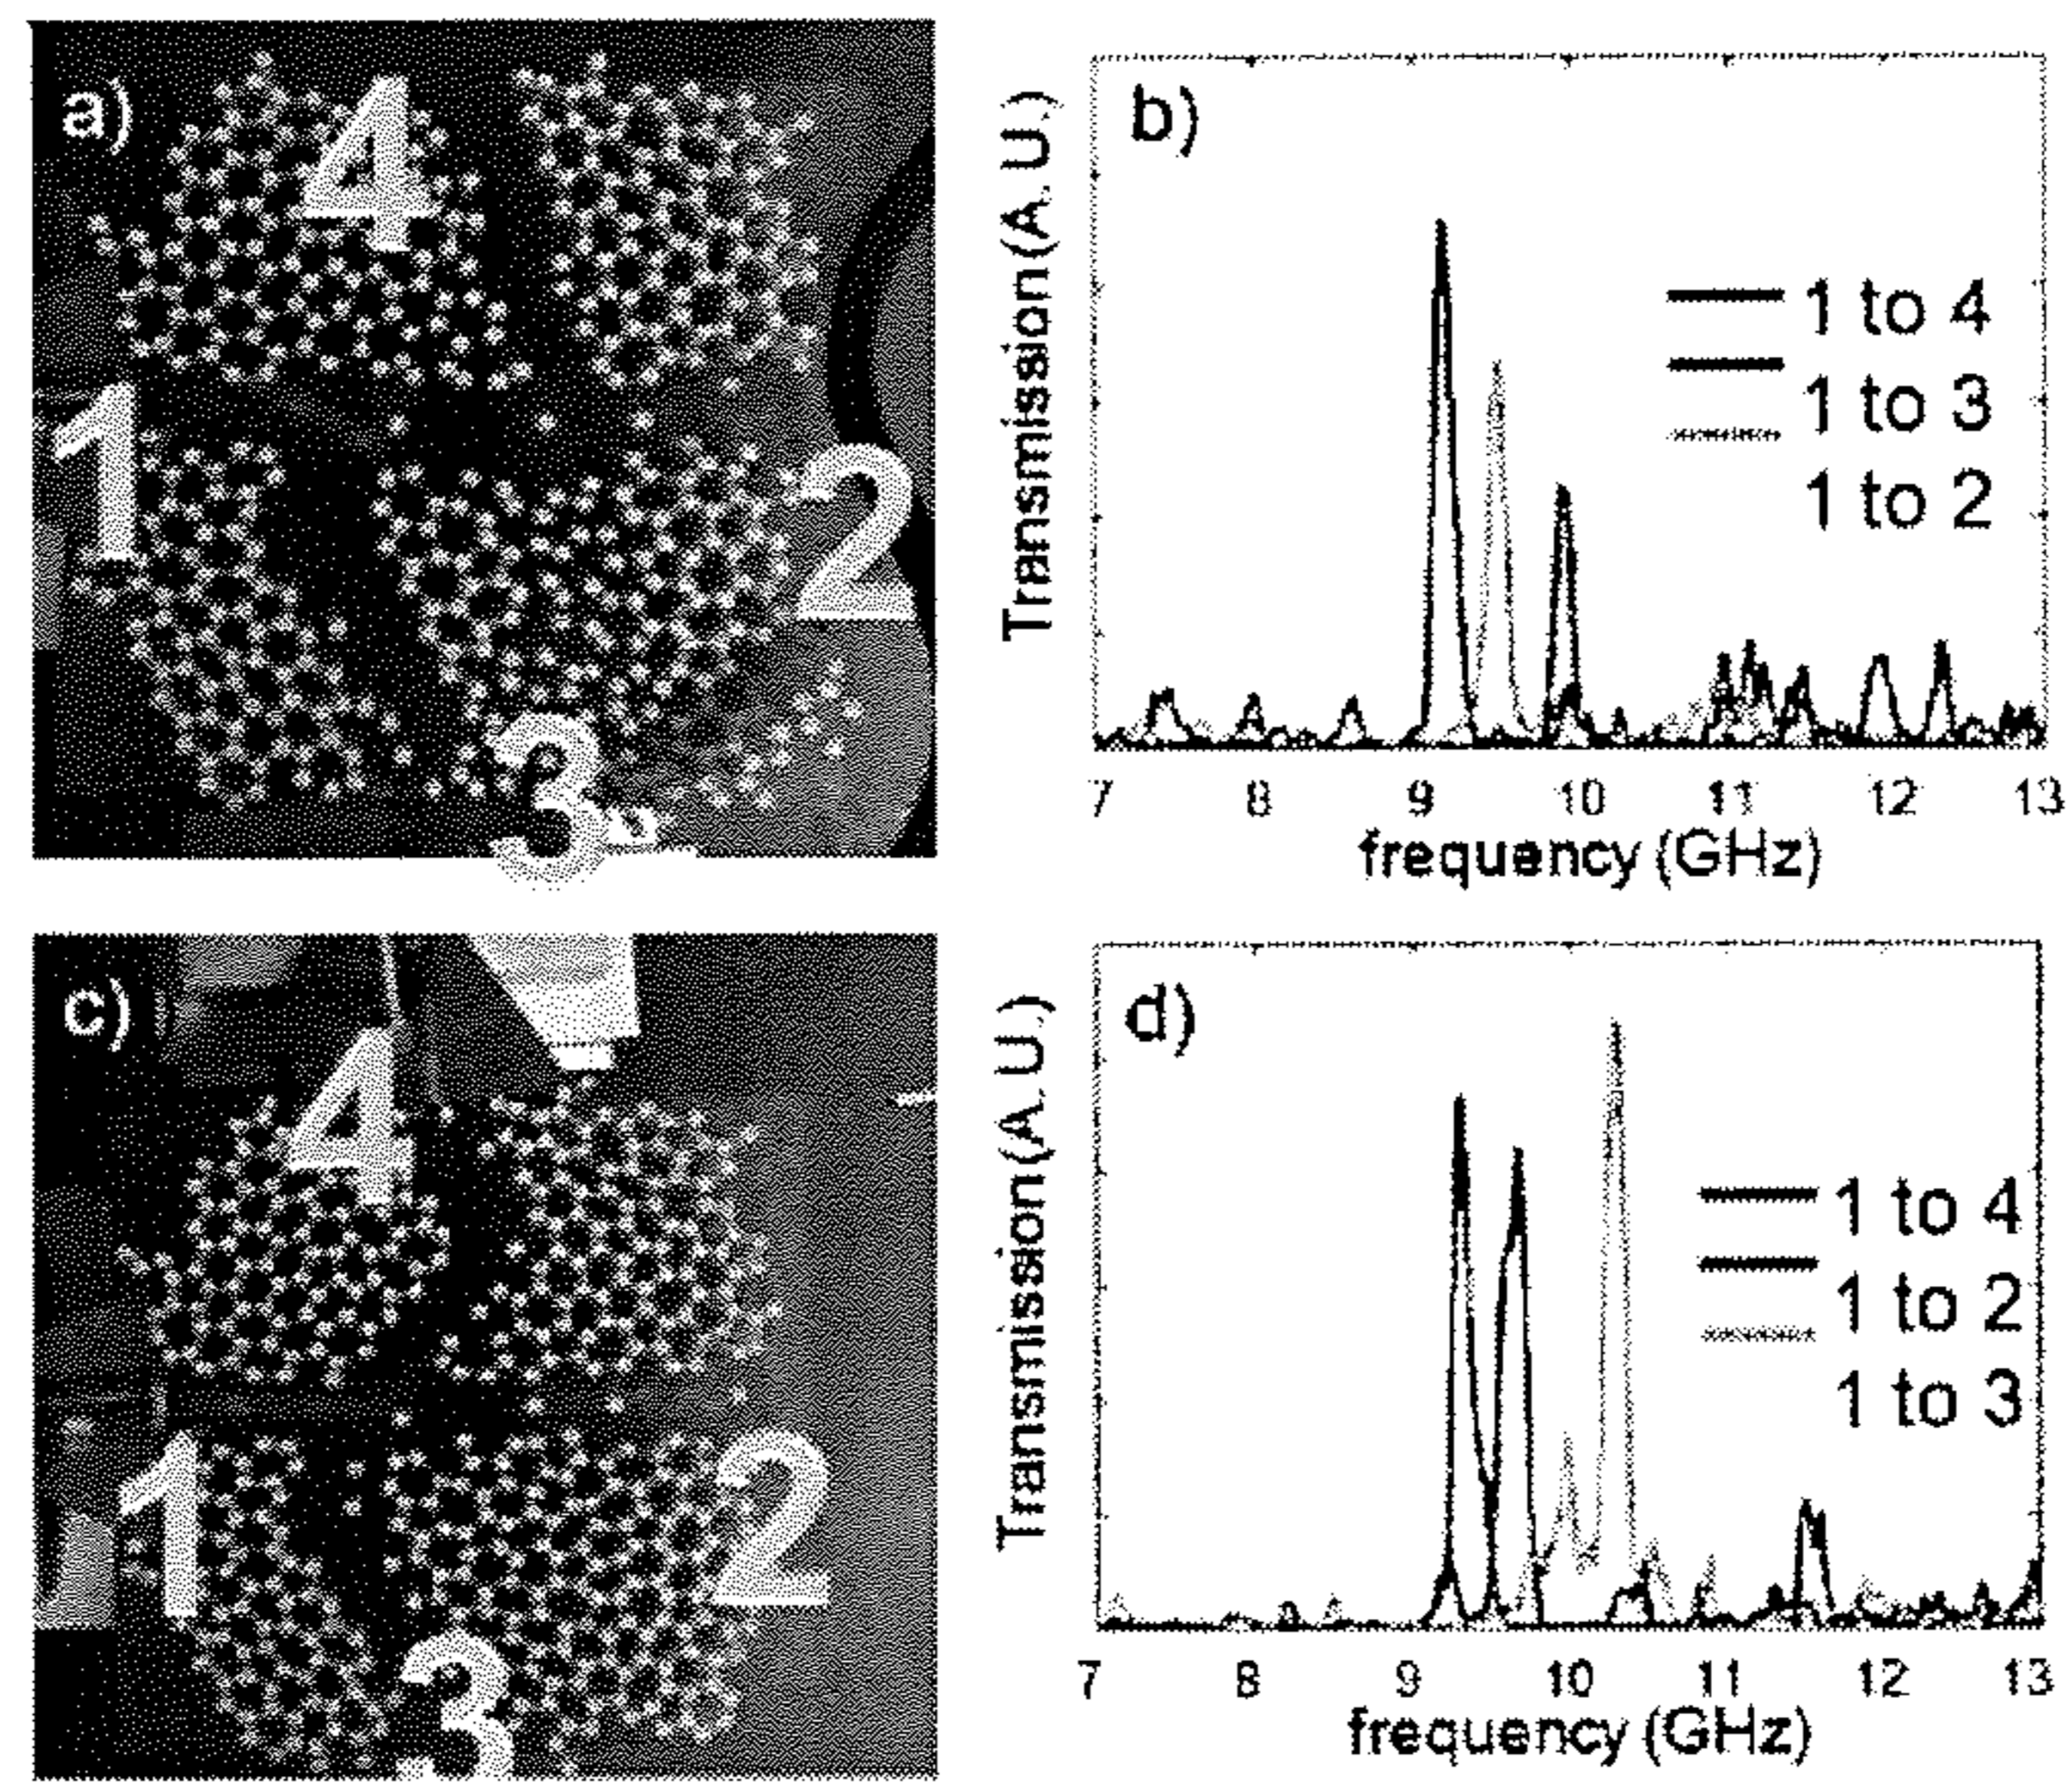 a)
4
1
2
3
b)
Transmission(A.U.)
1 to 4
1 to 3
1 to 2
7 8 9 10 11 12 13
frequency (GHz)
c)
4
1
2
3
d)
Transmission(A.U.)
1 to 4
1 to 2
1 to 3
7 8 9 10 11 12 13
frequency (GHz)